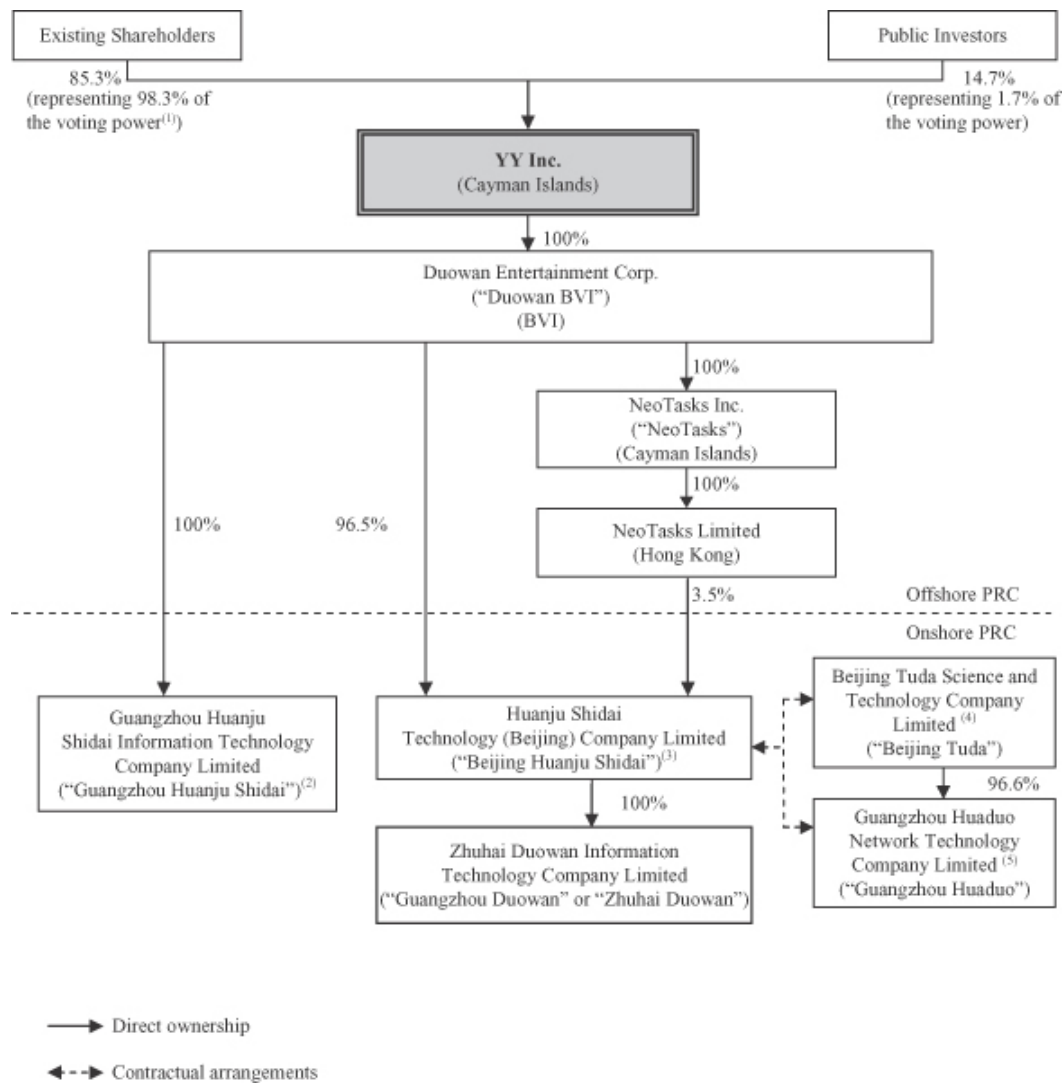 Existing Shareholders
Public Investors
85.3%
(representing 98.3% of
the voting power(1))
14.7%
(representing 1.7% of
the voting power)
YY Inc.
(Cayman Islands)
100%
Duowan Entertainment Corp.
(“Duowan BVI”)
(BVI)
100%
NeoTasks Inc.
(“NeoTasks”)
(Cayman Islands)
100%
100%
96.5%
NeoTasks Limited
(Hong Kong)
3.5%
Offshore PRC
Onshore PRC
Guangzhou Huanju
Shidai Information Technology
Company Limited
(“Guangzhou Huanju Shidai”)(2)
Huanju Shidai
Technology (Beijing) Company Limited
(“Beijing Huanju Shidai”)(3)
Beijing Tuda Science and
Technology Company
Limited (4)
(“Beijing Tuda”)
100%
96.6%
Zhuhai Duowan Information
Technology Company Limited
(“Guangzhou Duowan” or “Zhuhai Duowan”)
Guangzhou Huaduo
Network Technology
Company Limited (5)
(“Guangzhou Huaduo”)
Direct ownership
Contractual arrangements